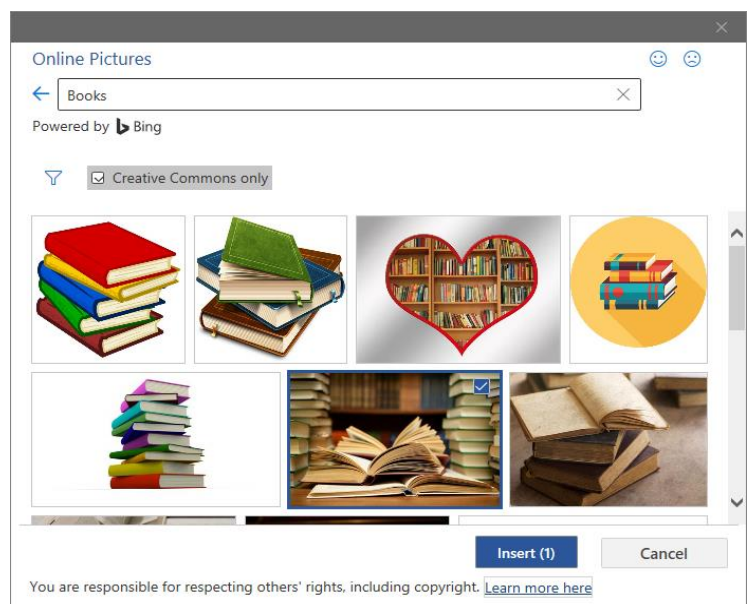 Online Pictures
Books
Powered by Bing
Creative Commons only
Insert (1)
Cancel
You are responsible for respecting others' rights, including copyright. Learn more here